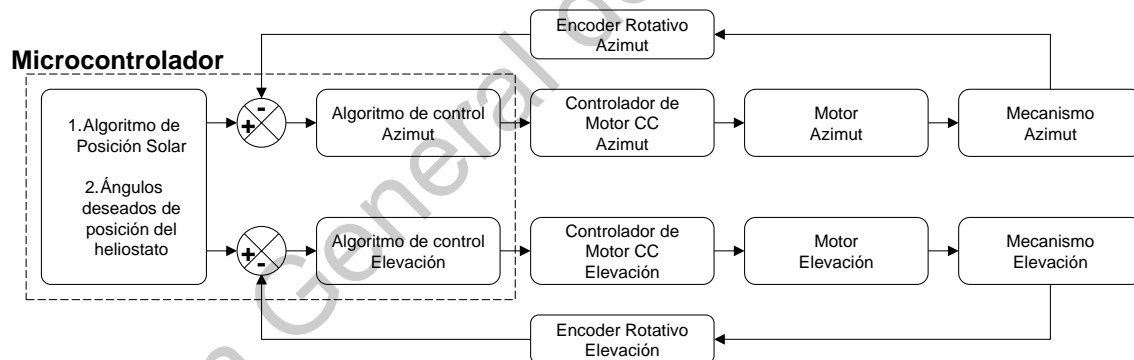 Encoder Rotativo
Azimut
Microcontrolador
1.Algoritmo de
Posición Solar
2.Ángulos
deseados de
posición del
heliostato
-
+
Algoritmo de control
Azimut
Controlador de
Motor CC
Azimut
Motor
Azimut
Mecanismo
Azimut
+
-
Algoritmo de control
Elevación
Controlador de
Motor CC
Elevación
Motor
Elevación
Mecanismo
Elevación
Encoder Rotativo
Elevación
General de